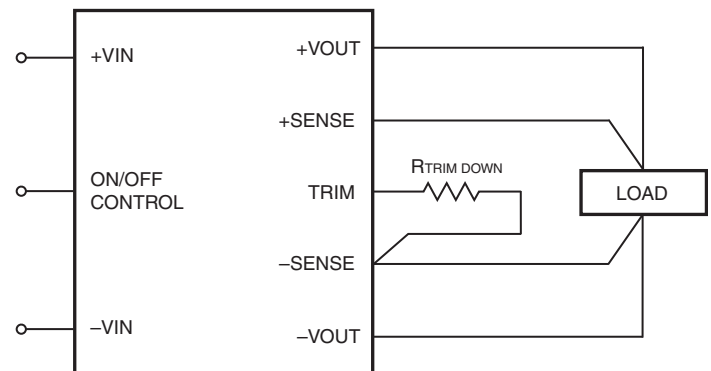 +VIN
+VOUT
+SENSE
RTRIM DOWN
ON/OFF
CONTROL
TRIM
LOAD
–SENSE
–VIN
–VOUT